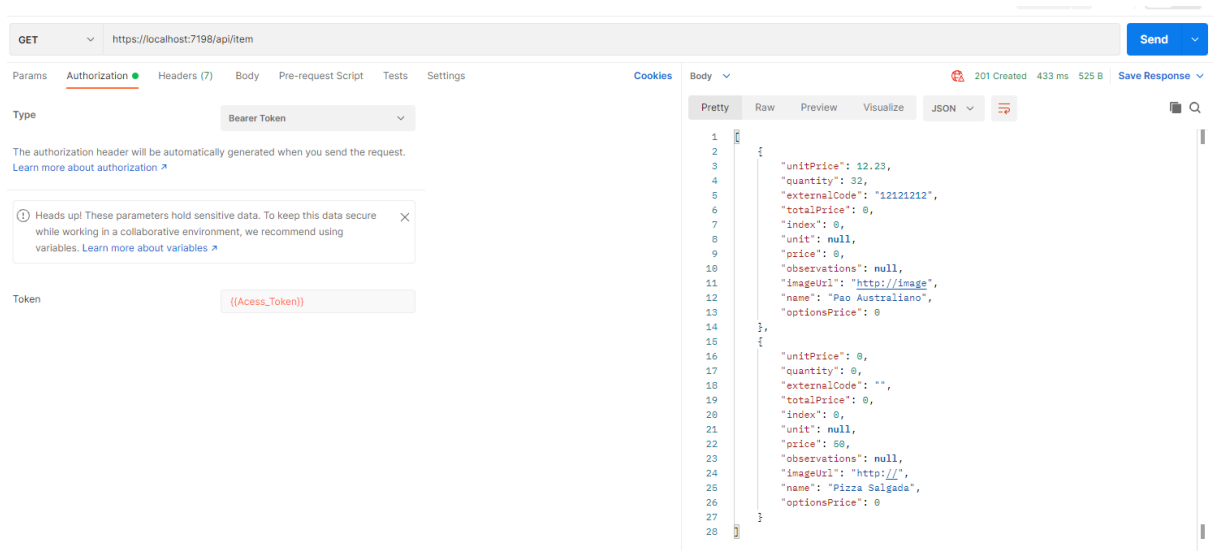 GET https://localhost:7198/api/item Send
Params Authorization Headers (7) Body Pre-request Script Tests Settings Cookies
Type Bearer Token
The authorization header will be automatically generated when you send the request.
Learn more about authorization ↗
Heads up! These parameters hold sensitive data. To keep this data secure
while working in a collaborative environment, we recommend using
variables. Learn more about variables ↗
Token {{Acess_Token}}
Body 201 Created 433 ms 525 B Save Response
Pretty Raw Preview Visualize JSON
1 [
2 {
3 "unitPrice": 12.23,
4 "quantity": 32,
5 "externalCode": "12121212",
6 "totalPrice": 0,
7 "index": 0,
8 "unit": null,
9 "price": 0,
10 "observations": null,
11 "imageUrl": "http://image",
12 "name": "Pao Australiano",
13 "optionsPrice": 0
14 },
15 {
16 "unitPrice": 0,
17 "quantity": 0,
18 "externalCode": "",
19 "totalPrice": 0,
20 "index": 0,
21 "unit": null,
22 "price": 50,
23 "observations": null,
24 "imageUrl": "http://",
25 "name": "Pizza Salgada",
26 "optionsPrice": 0
27 }
28 ]